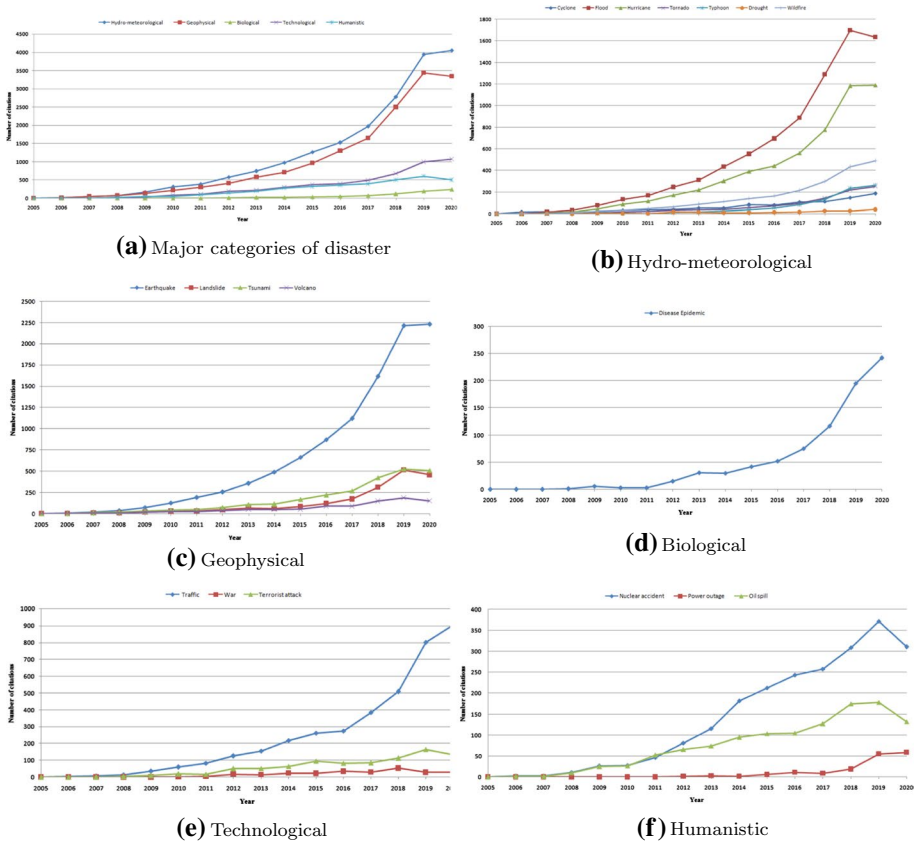 Hydro-meteorological Geophysical Biological Technological Humanistic
Number of citations
4500
4000
3500
3000
2500
2000
1500
1000
500
0
2005 2006 2007 2008 2009 2010 2011 2012 2013 2014 2015 2016 2017 2018 2019 2020
Year
(a) Major categories of disaster
Cyclone Flood Hurricane Tornado Typhoon Drought Wildfire
Number of citations
1800
1600
1400
1200
1000
800
600
400
200
0
2005 2006 2007 2008 2009 2010 2011 2012 2013 2014 2015 2016 2017 2018 2019 2020
Year
(b) Hydro-meteorological
Earthquake Landslide Tsunami Volcano
Number of citations
2500
2250
2000
1750
1500
1250
1000
750
500
250
0
2005 2006 2007 2008 2009 2010 2011 2012 2013 2014 2015 2016 2017 2018 2019 2020
Year
(c) Geophysical
Disease Epidemic
Number of citations
300
250
200
150
100
50
0
2005 2006 2007 2008 2009 2010 2011 2012 2013 2014 2015 2016 2017 2018 2019 2020
Year
(d) Biological
Traffic War Terrorist attack
Number of citations
1000
900
800
700
600
500
400
300
200
100
0
2005 2006 2007 2008 2009 2010 2011 2012 2013 2014 2015 2016 2017 2018 2019
Year
(e) Technological
Nuclear accident Power outage Oil spill
Number of citations
400
350
300
250
200
150
100
50
0
2005 2006 2007 2008 2009 2010 2011 2012 2013 2014 2015 2016 2017 2018 2019 2020
Year
(f) Humanistic